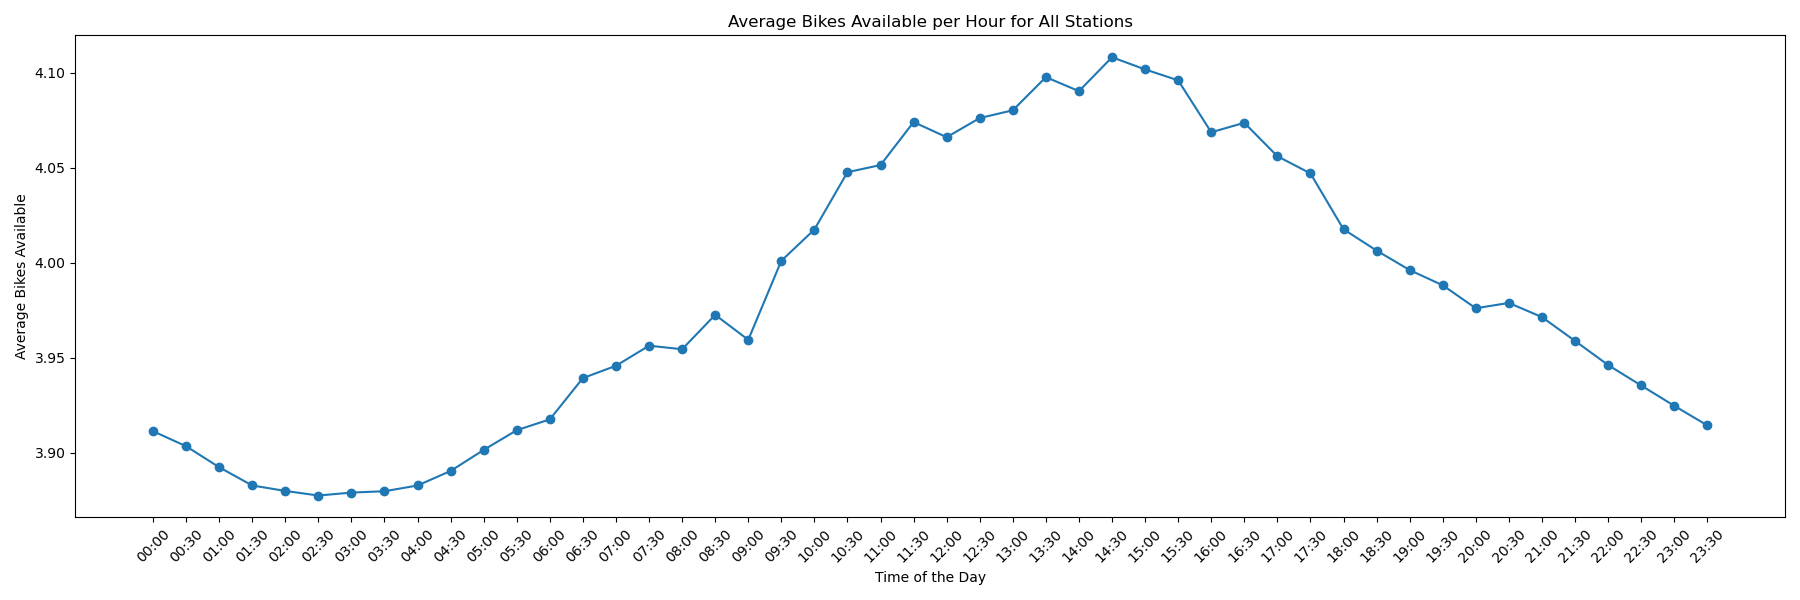 Average Bikes Available per Hour for All Stations
Average Bikes Available
4.10
4.05
4.00
3.95
3.90
00:00 00:30 01:00 01:30 02:00 02:30 03:00 03:30 04:00 04:30 05:00 05:30 06:00 06:30 07:00 07:30 08:00 08:30 09:00 09:30 10:00 10:30 11:00 11:30 12:00 12:30 13:00 13:30 14:00 14:30 15:00 15:30 16:00 16:30 17:00 17:30 18:00 18:30 19:00 19:30 20:00 20:30 21:00 21:30 22:00 22:30 23:00 23:30
Time of the Day